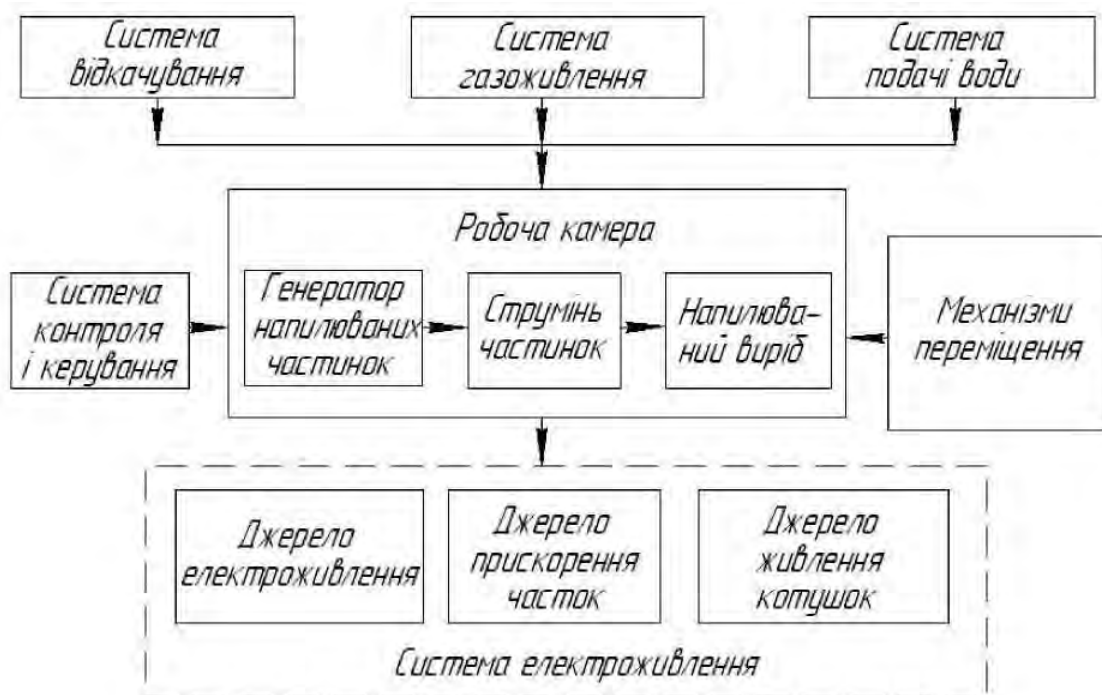 Система
відкачування
Система
газоживлення
Система
подачі води
Робоча камера
Система
контроля
і керування
Генератор
напилюваних
частинок
Струмінь
частинок
Напилюва-
ний виріб
Механізми
переміщення
Джерело
електроживлення
Джерело
прискорення
часток
Джерело
живлення
котушок
Система електроживлення